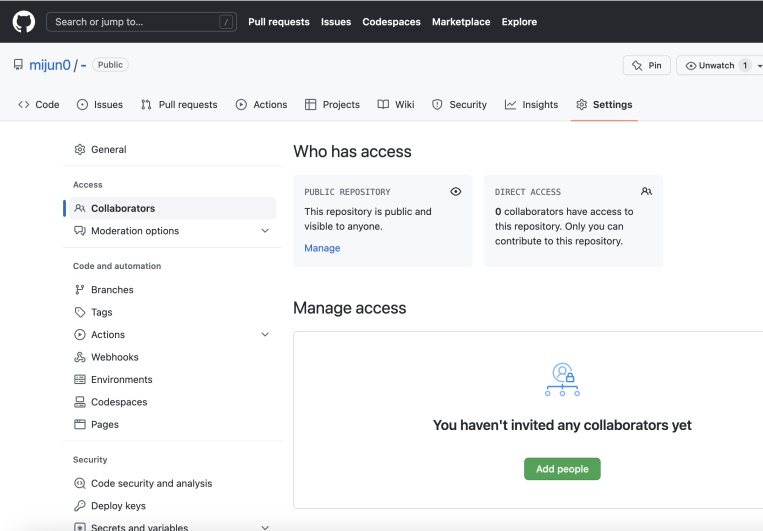 Search or jump to... /
Pull requests Issues Codespaces Marketplace Explore
mijun0 / - Public
Pin
Unwatch 1
Code Issues Pull requests Actions Projects Wiki Security Insights Settings
General
Access
Collaborators
Moderation options
Code and automation
Branches
Tags
Actions
Webhooks
Environments
Codespaces
Pages
Security
Code security and analysis
Deploy keys
Secrets and variables
Who has access
PUBLIC REPOSITORY
This repository is public and
visible to anyone.
Manage
DIRECT ACCESS
0 collaborators have access to
this repository. Only you can
contribute to this repository.
Manage access
You haven't invited any collaborators yet
Add people